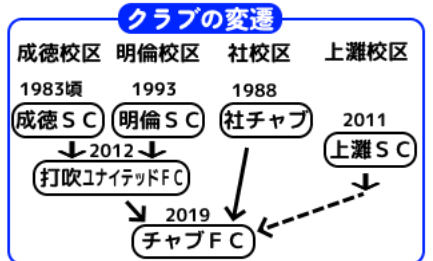 クラブの変遷
成徳校区 明倫校区 社校区 上灘校区
1983頃 1993 1988
成徳ＳＣ 明倫ＳＣ 社チャブ 2011
上灘ＳＣ
2012
打吹ユナイテッドＦＣ
2019
チャブＦＣ